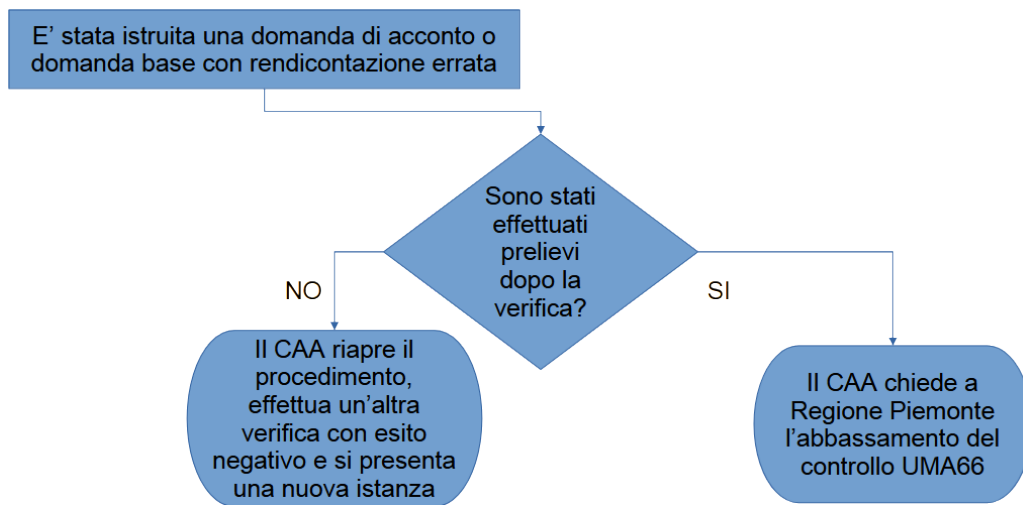 E’ stata istruita una domanda di acconto o
domanda base con rendicontazione errata
Sono stati
effettuati
prelievi
dopo la
verifica?
NO
SI
Il CAA riapre il
procedimento,
effettua un’altra
verifica con esito
negativo e si presenta
una nuova istanza
Il CAA chiede a
Regione Piemonte
l’abbassamento del
controllo UMA66